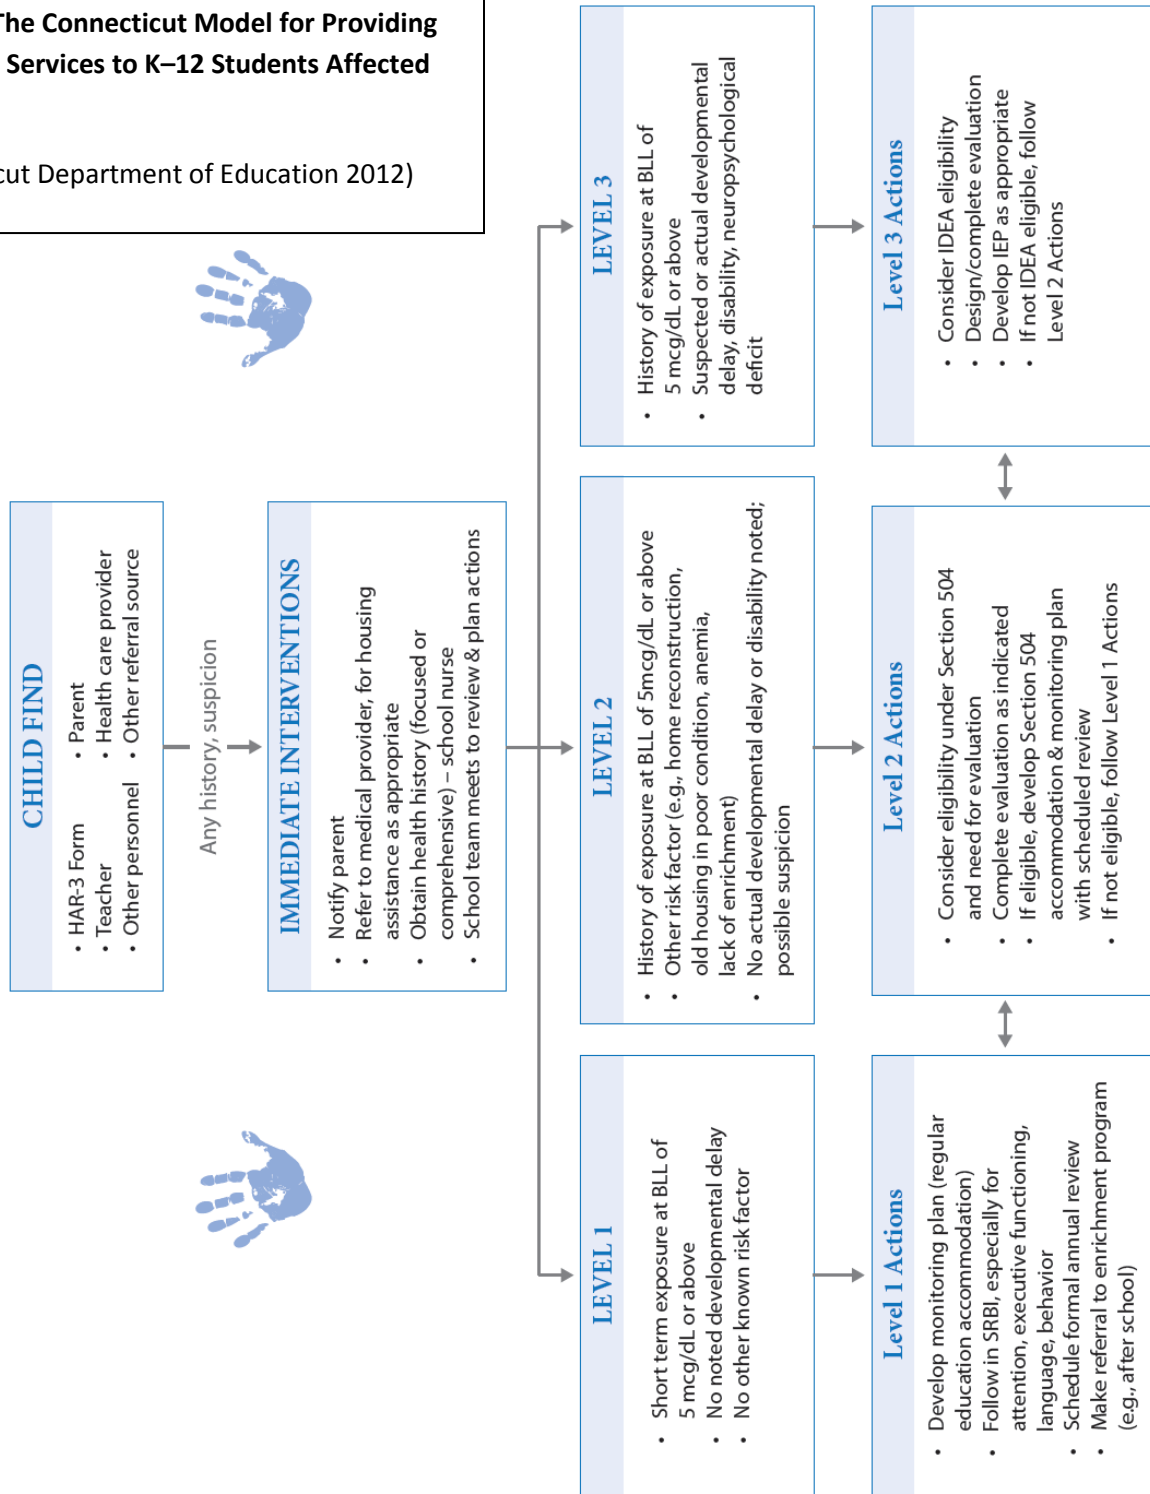 The Connecticut Model for Providing
Services to K–12 Students Affected
cut Department of Education 2012)
CHILD FIND
• HAR-3 Form
• Teacher
• Other personnel
• Parent
• Health care provider
• Other referral source
Any history, suspicion
IMMEDIATE INTERVENTIONS
• Notify parent
• Refer to medical provider, for housing
assistance as appropriate
• Obtain health history (focused or
comprehensive) – school nurse
• School team meets to review & plan actions
LEVEL 1
• Short term exposure at BLL of
5 mcg/dL or above
• No noted developmental delay
• No other known risk factor
LEVEL 2
• History of exposure at BLL of 5mcg/dL or above
• Other risk factor (e.g., home reconstruction,
old housing in poor condition, anemia,
lack of enrichment)
• No actual developmental delay or disability noted;
possible suspicion
LEVEL 3
• History of exposure at BLL of
5 mcg/dL or above
• Suspected or actual developmental
delay, disability, neuropsychological
deficit
Level 1 Actions
• Develop monitoring plan (regular
education accommodation)
• Follow in SRBI, especially for
attention, executive functioning,
language, behavior
• Schedule formal annual review
• Make referral to enrichment program
(e.g., after school)
Level 2 Actions
• Consider eligibility under Section 504
and need for evaluation
• Complete evaluation as indicated
• If eligible, develop Section 504
accommodation & monitoring plan
with scheduled review
• If not eligible, follow Level 1 Actions
Level 3 Actions
• Consider IDEA eligibility
• Design/complete evaluation
• Develop IEP as appropriate
• If not IDEA eligible, follow
Level 2 Actions